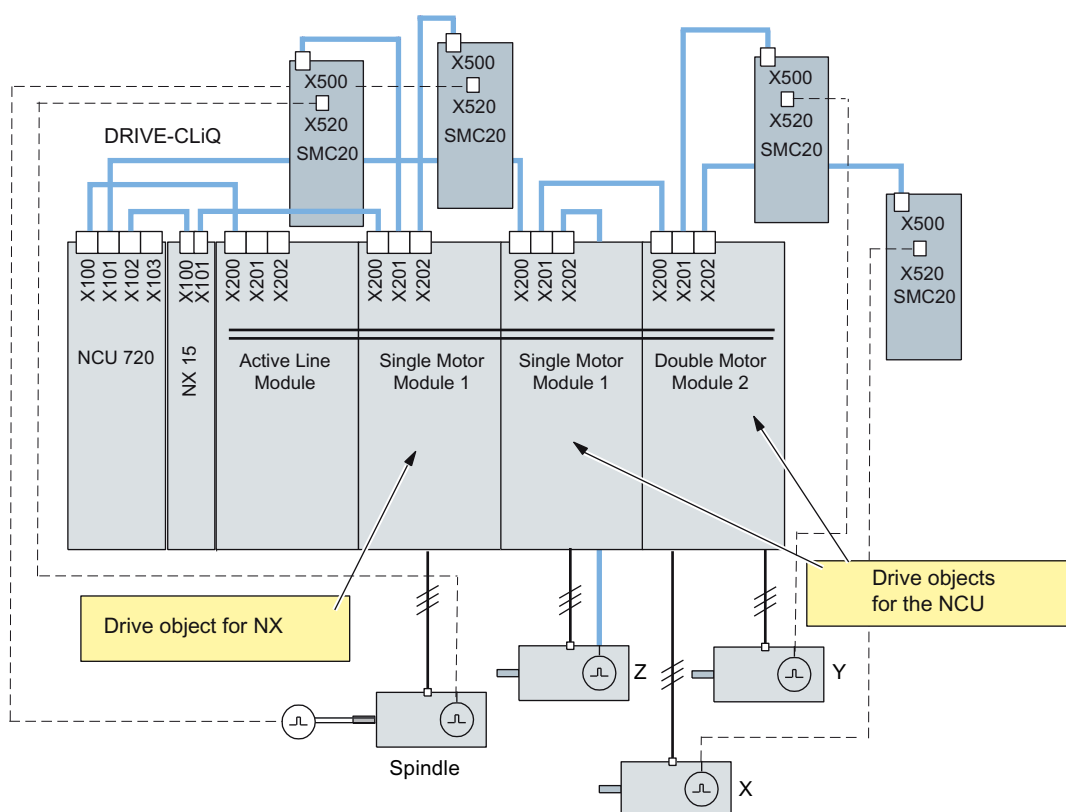 X500
X520
SMC20
X500
X520
SMC20
X500
X520
SMC20
X500
X520
SMC20
DRIVE-CLiQ
X100
X101
X102
X103
X100
X101
X200
X201
X202
X200
X201
X202
X200
X201
X202
X200
X201
X202
NCU 720
NX 15
Active Line
Module
Single Motor
Module 1
Single Motor
Module 1
Double Motor
Module 2
Drive object for NX
Drive objects
for the NCU
Z
Y
Spindle
X